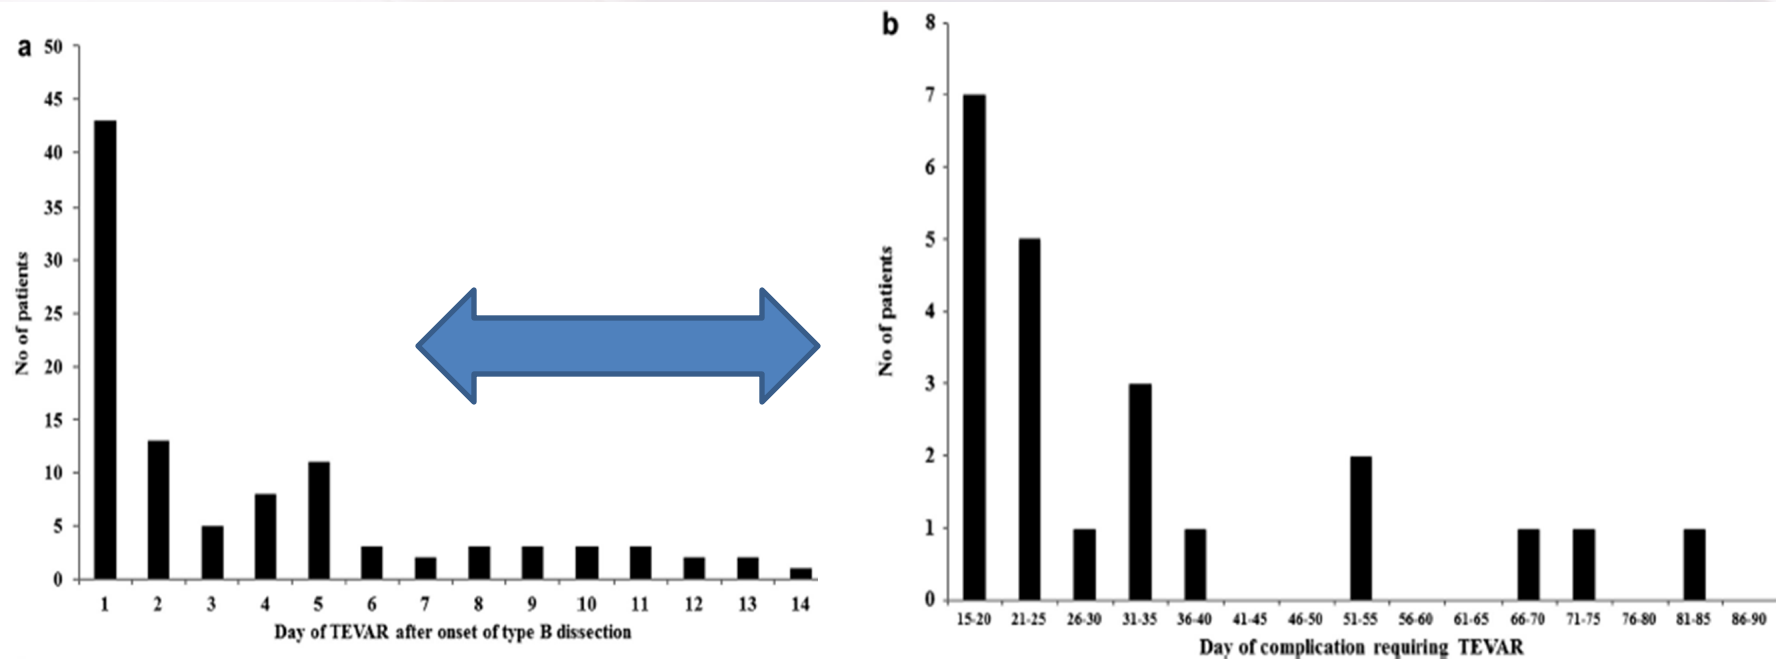 a
50
45
40
35
30
25
20
15
10
5
0
No of patients
1 2 3 4 5 6 7 8 9 10 11 12 13 14
Day of TEVAR after onset of type B dissection
b
8
7
6
5
4
3
2
1
0
No of patients
15-20 21-25 26-30 31-35 36-40 41-45 46-50 51-55 56-60 61-65 66-70 71-75 76-80 81-85 86-90
Day of complication requiring TEVAR